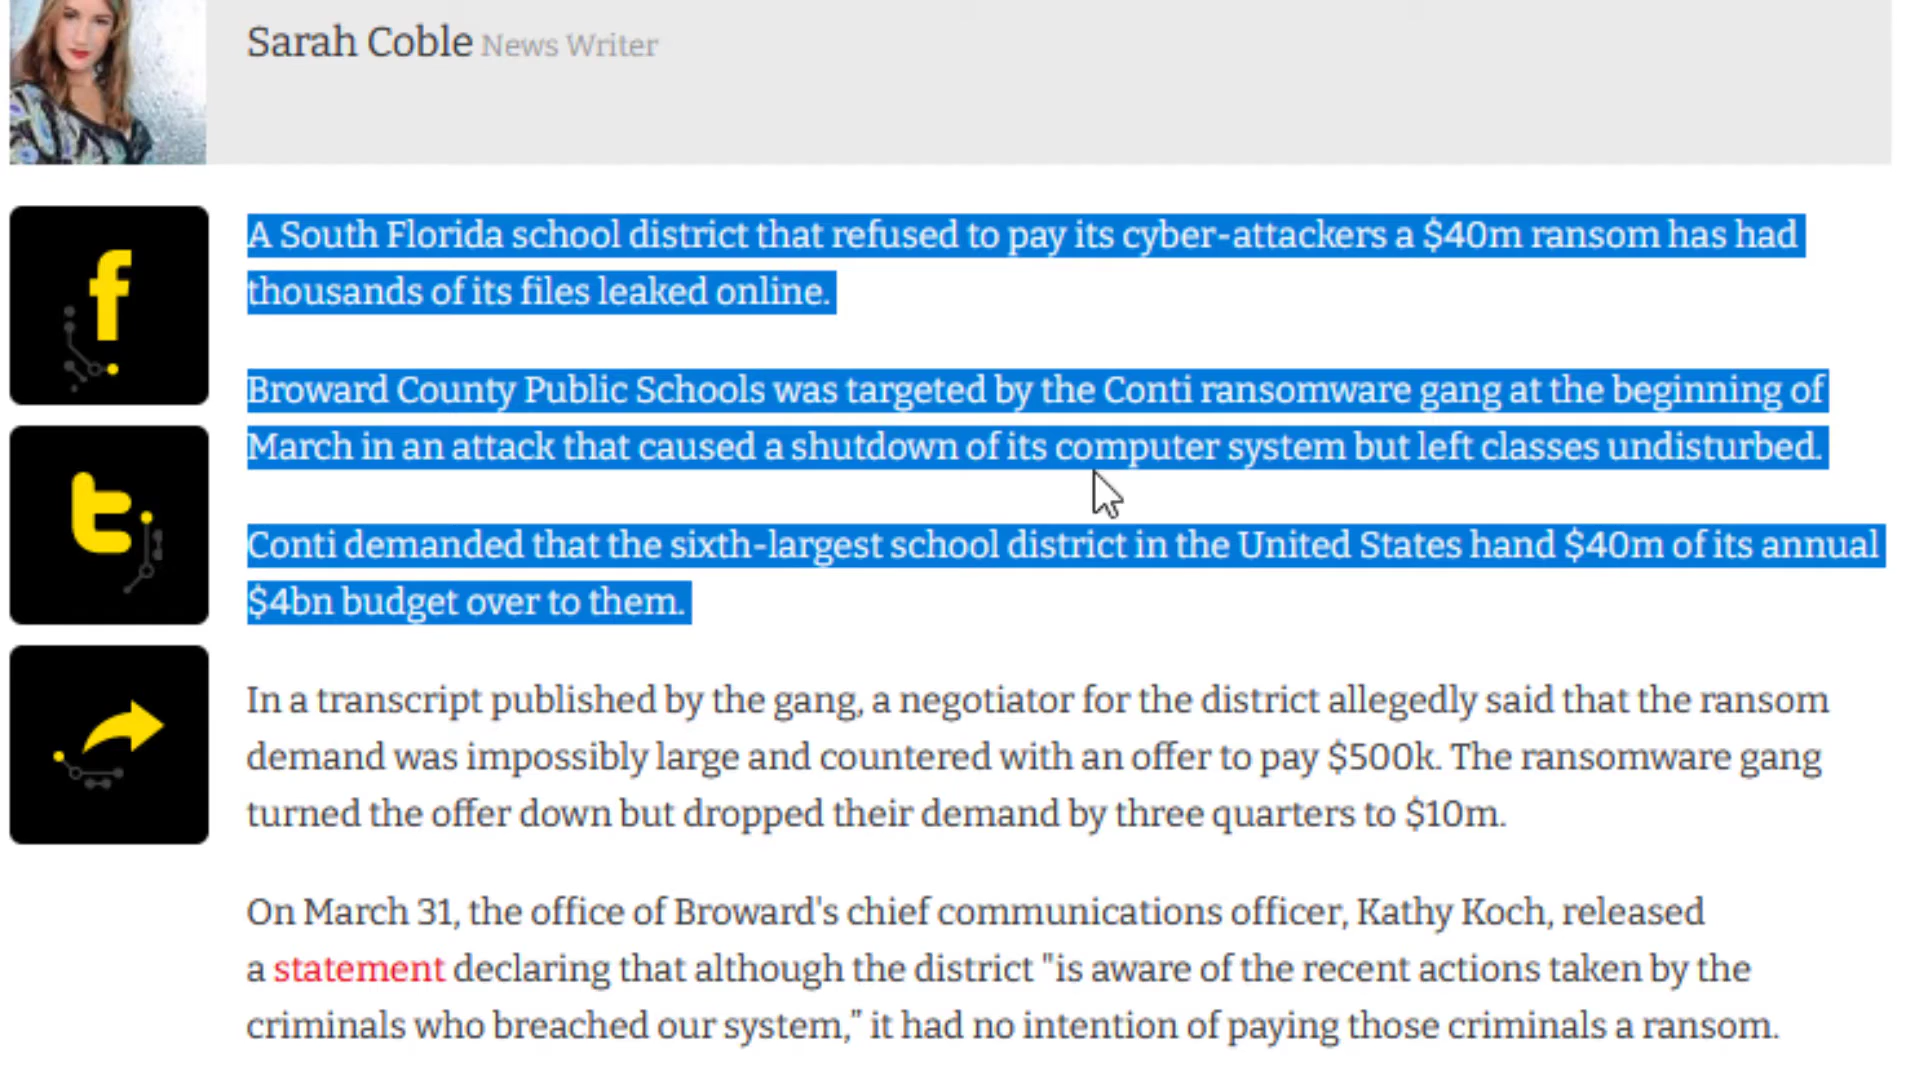 Sarah Coble News Writer
A South Florida school district that refused to pay its cyber-attackers a $40m ransom has had
thousands of its files leaked online.
Broward County Public Schools was targeted by the Conti ransomware gang at the beginning of
March in an attack that caused a shutdown of its computer system but left classes undisturbed.
Conti demanded that the sixth-largest school district in the United States hand $40m of its annual
$4bn budget over to them.
In a transcript published by the gang, a negotiator for the district allegedly said that the ransom
demand was impossibly large and countered with an offer to pay $500k. The ransomware gang
turned the offer down but dropped their demand by three quarters to $10m.
On March 31, the office of Broward's chief communications officer, Kathy Koch, released
a statement declaring that although the district "is aware of the recent actions taken by the
criminals who breached our system,” it had no intention of paying those criminals a ransom.